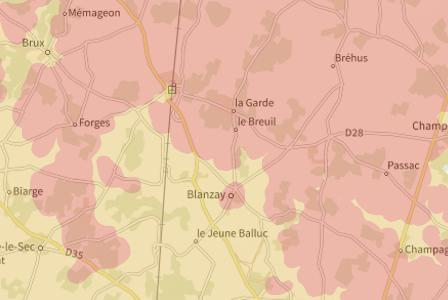 Mémageon
Brux
Bréhus
la Garde
Forges
le Breuil
D28
Champ
Passac
Biarge
Blanzay
le Jeune Balluc
-le-Sec
nt
D35
Champag